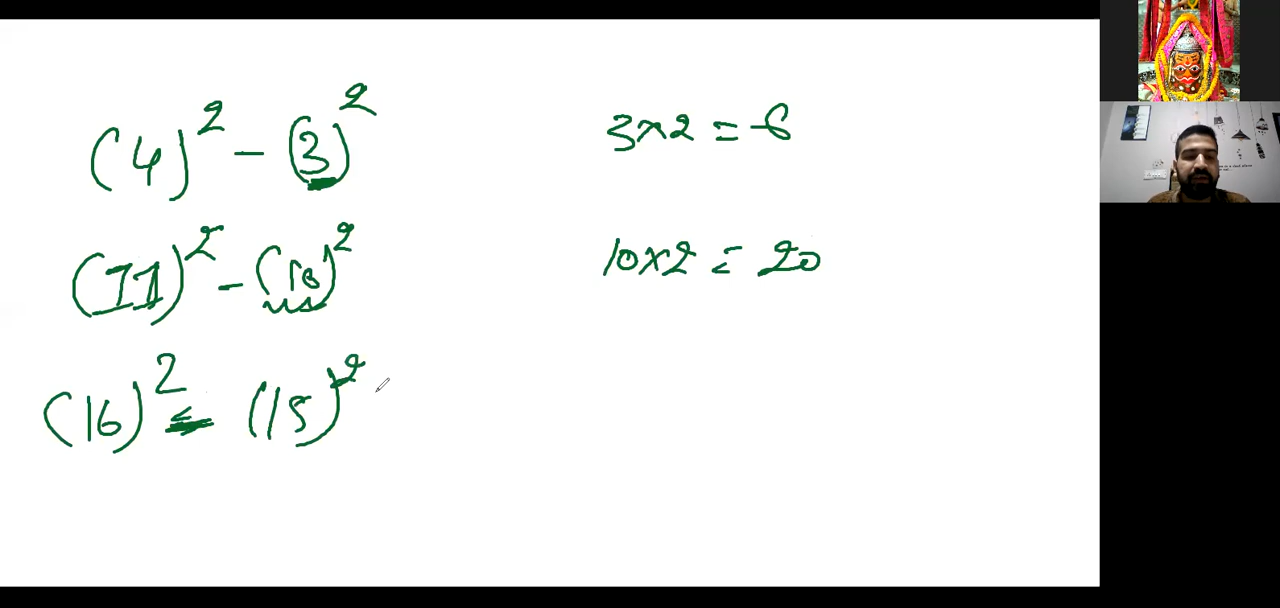 (4)² - (3)² 3×2 = 6
(11)² - (10)² 10×2 = 20
(16)² - (15)²